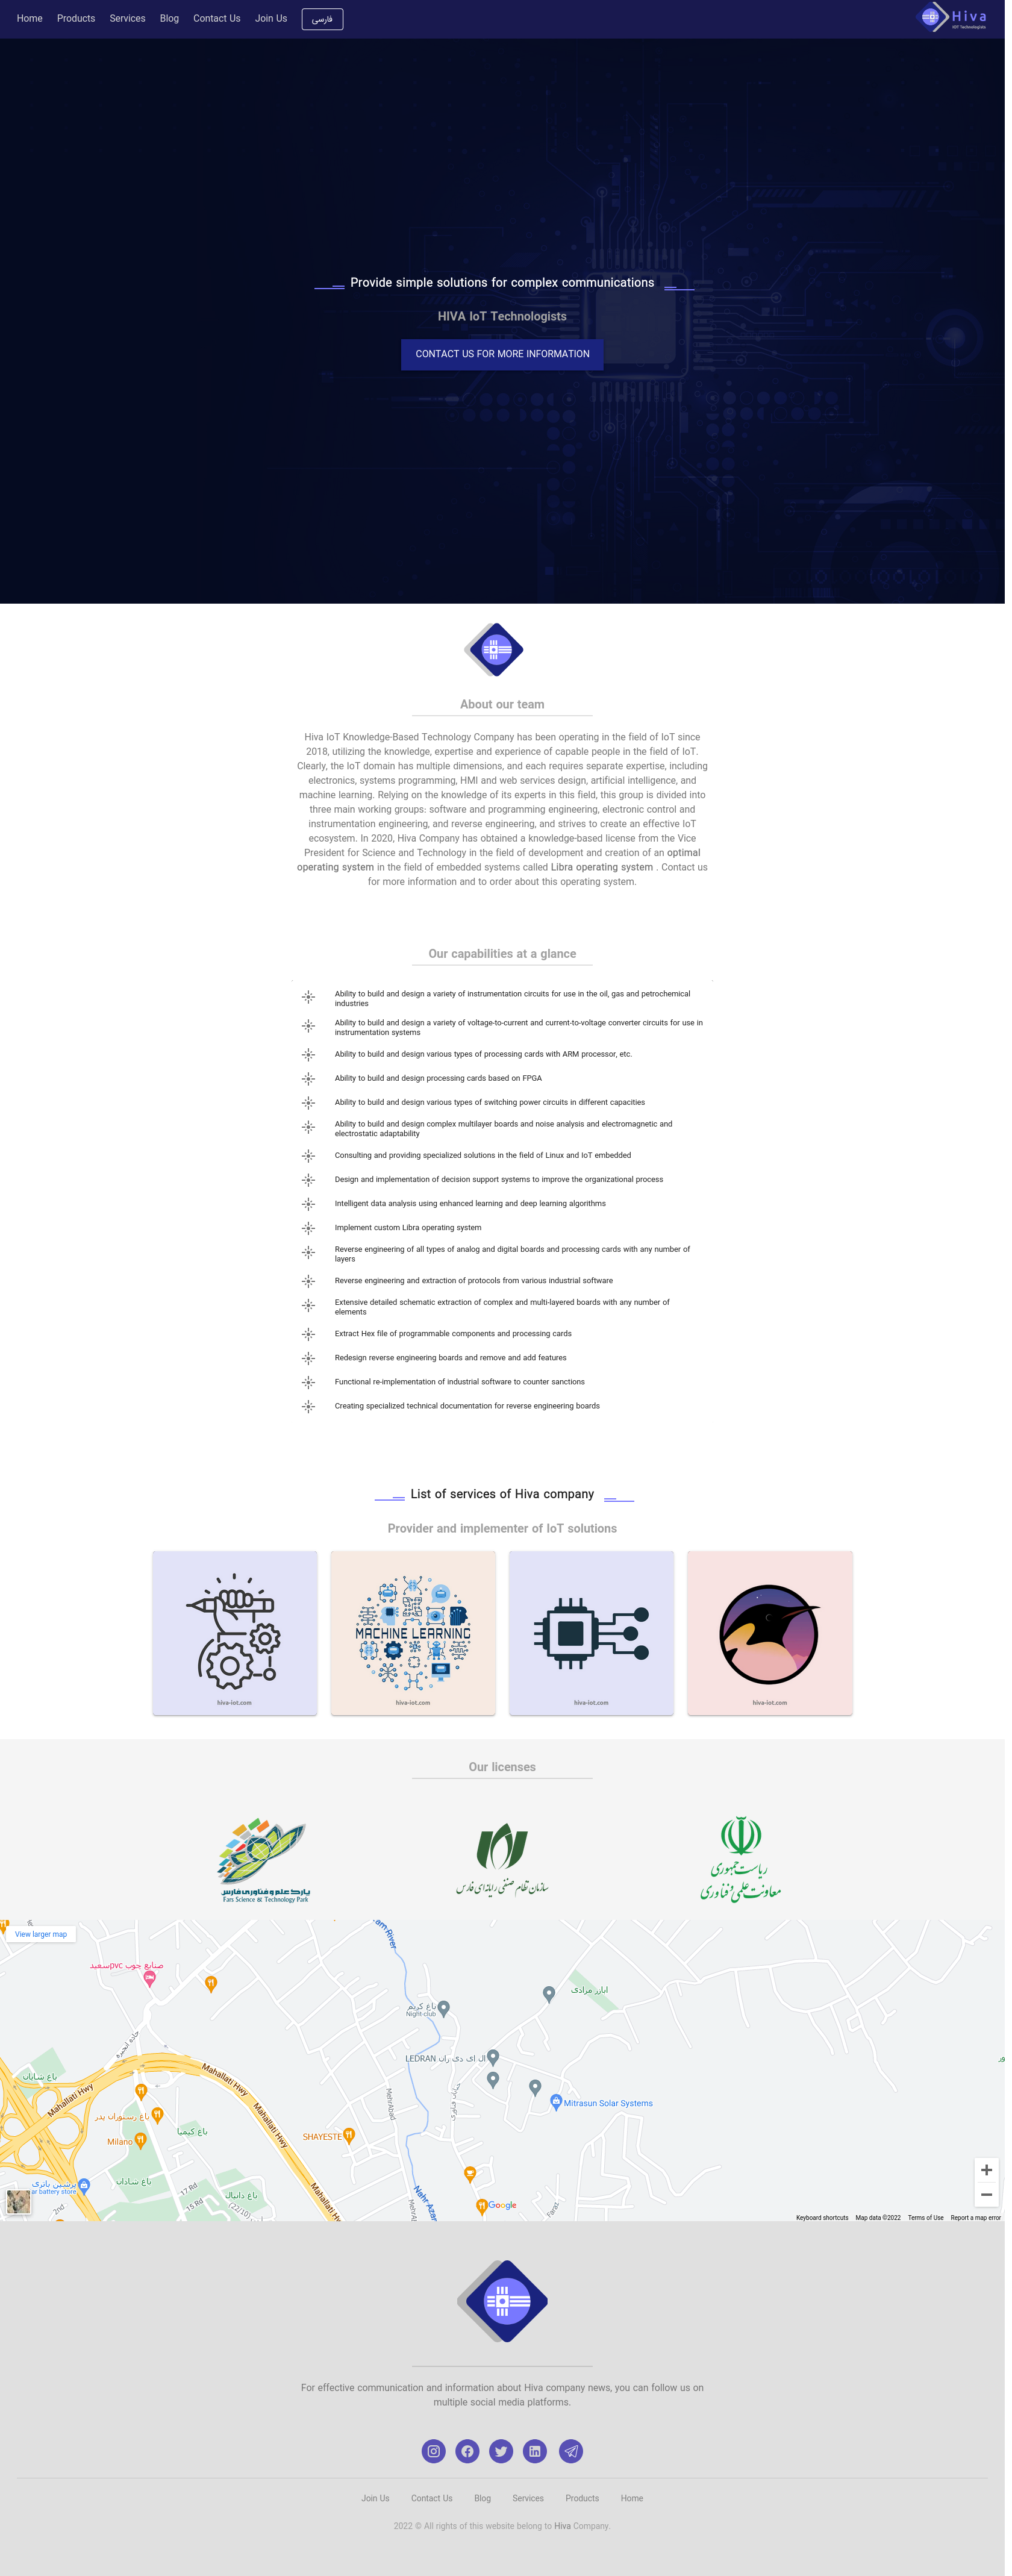 Home Products Services Blog Contact Us Join Us فارسی
Hiva
IOT Technologists
Provide simple solutions for complex communications
HIVA IoT Technologists
CONTACT US FOR MORE INFORMATION
About our team
Hiva IoT Knowledge-Based Technology Company has been operating in the field of IoT since
2018, utilizing the knowledge, expertise and experience of capable people in the field of IoT.
Clearly, the IoT domain has multiple dimensions, and each requires separate expertise, including
electronics, systems programming, HMI and web services design, artificial intelligence, and
machine learning. Relying on the knowledge of its experts in this field, this group is divided into
three main working groups: software and programming engineering, electronic control and
instrumentation engineering, and reverse engineering, and strives to create an effective IoT
ecosystem. In 2020, Hiva Company has obtained a knowledge-based license from the Vice
President for Science and Technology in the field of development and creation of an optimal
operating system in the field of embedded systems called Libra operating system . Contact us
for more information and to order about this operating system.
Our capabilities at a glance
Ability to build and design a variety of instrumentation circuits for use in the oil, gas and petrochemical
industries
Ability to build and design a variety of voltage-to-current and current-to-voltage converter circuits for use in
instrumentation systems
Ability to build and design various types of processing cards with ARM processor, etc.
Ability to build and design processing cards based on FPGA
Ability to build and design various types of switching power circuits in different capacities
Ability to build and design complex multilayer boards and noise analysis and electromagnetic and
electrostatic adaptability
Consulting and providing specialized solutions in the field of Linux and IoT embedded
Design and implementation of decision support systems to improve the organizational process
Intelligent data analysis using enhanced learning and deep learning algorithms
Implement custom Libra operating system
Reverse engineering of all types of analog and digital boards and processing cards with any number of
layers
Reverse engineering and extraction of protocols from various industrial software
Extensive detailed schematic extraction of complex and multi-layered boards with any number of
elements
Extract Hex file of programmable components and processing cards
Redesign reverse engineering boards and remove and add features
Functional re-implementation of industrial software to counter sanctions
Creating specialized technical documentation for reverse engineering boards
List of services of Hiva company
Provider and implementer of IoT solutions
MACHINE LEARNING
hiva-iot.com hiva-iot.com hiva-iot.com hiva-iot.com
Our licenses
پارک علم و فناوری فارس
Fars Science & Technology Park
سازمان نظام صنفی رایانه‌ای فارس
ریاست جمهوری
معاونت علمی و فناوری
View larger map
صنایع چوب pvcسفید
باغ کریم
Night-club
ال ای دی ران LEDRAN
جاده انجیره
باغ شایان
Mahallati Hwy
Mahallati Hwy
Mahallati Hwy
باغ رستوران پدر
باغ کیمیا
Milano
SHAYESTE
Mitrasun Solar Systems
MehrAbad
خیابان فناوری
باغ شادان
پرشین باتری
ar battery store
باغ دانیال
17 Rd
15 Rd
2nd
Nahr-Azam
Faraz
Google
Keyboard shortcuts Map data ©2022 Terms of Use Report a map error
For effective communication and information about Hiva company news, you can follow us on
multiple social media platforms.
Join Us Contact Us Blog Services Products Home
2022 © All rights of this website belong to Hiva Company.